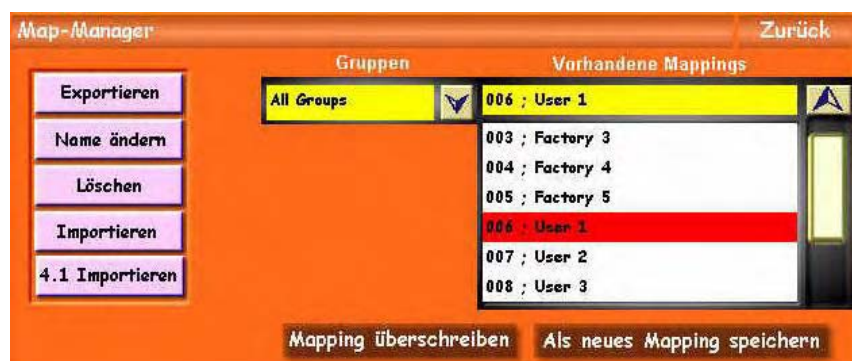 Map-Manager Zurück
Gruppen Vorhandene Mappings
Exportieren
Name ändern
Löschen
Importieren
4.1 Importieren
All Groups
006 ; User 1
003 ; Factory 3
004 ; Factory 4
005 ; Factory 5
006 ; User 1
007 ; User 2
008 ; User 3
Mapping überschreiben Als neues Mapping speichern